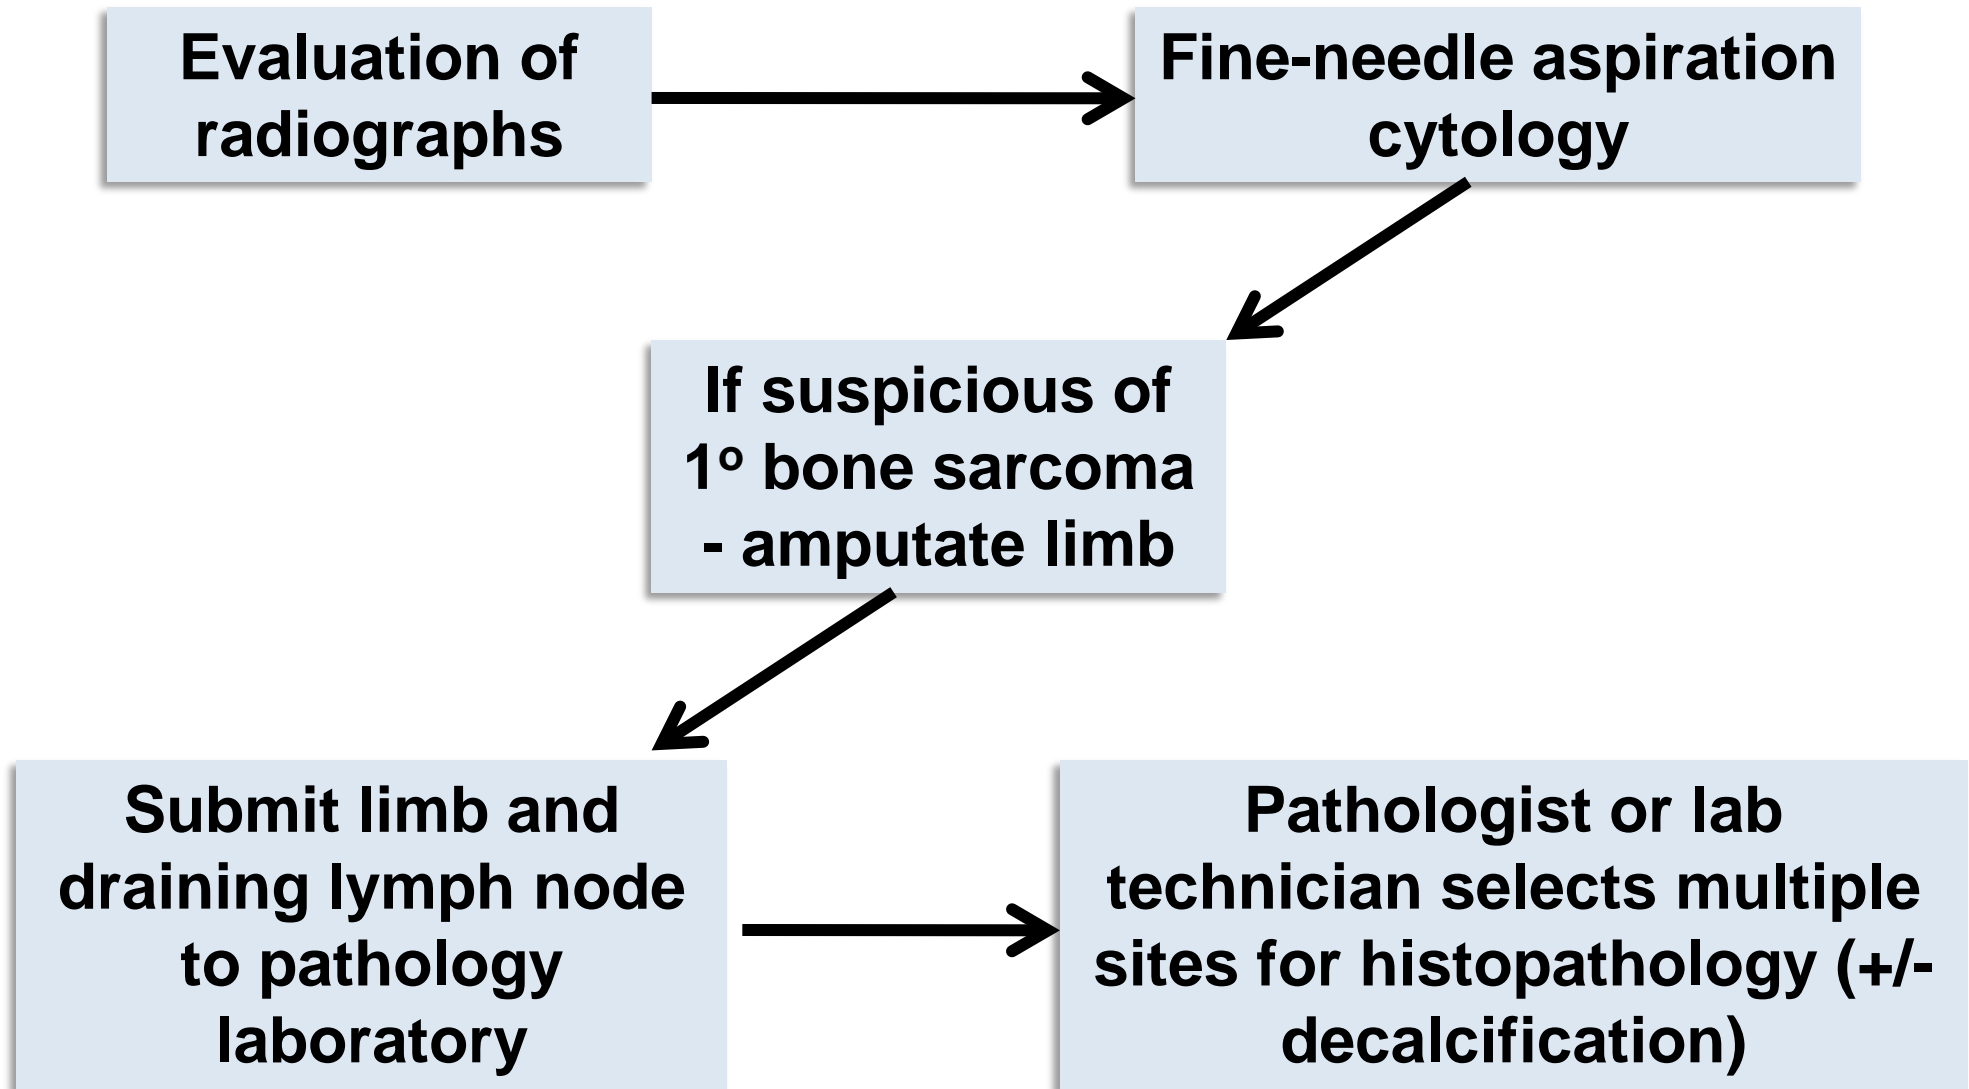 Evaluation of
radiographs
Fine-needle aspiration
cytology
If suspicious of
1º bone sarcoma
- amputate limb
Submit limb and
draining lymph node
to pathology
laboratory
Pathologist or lab
technician selects multiple
sites for histopathology (+/-
decalcification)